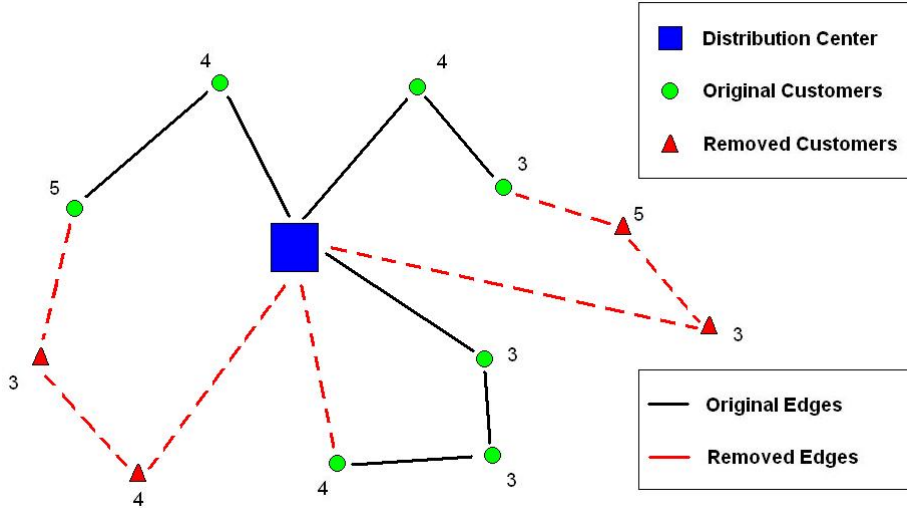 4
4
Distribution Center
Original Customers
Removed Customers
3
5
5
3
3
3
Original Edges
Removed Edges
4
4
3